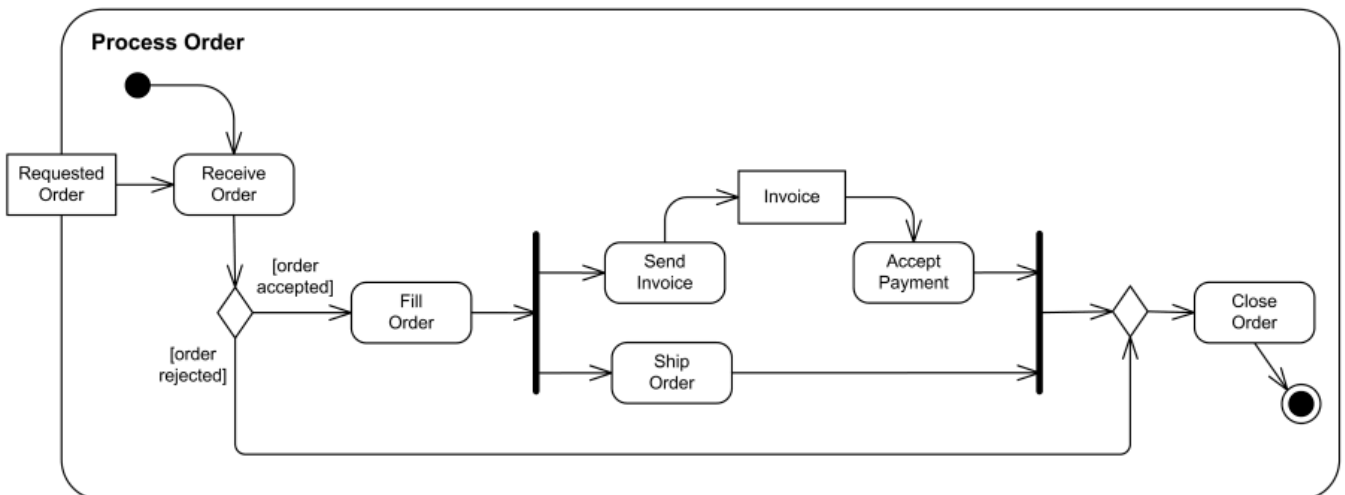 Process Order
Requested
Order
Receive
Order
[order
accepted]
[order
rejected]
Fill
Order
Send
Invoice
Invoice
Accept
Payment
Ship
Order
Close
Order